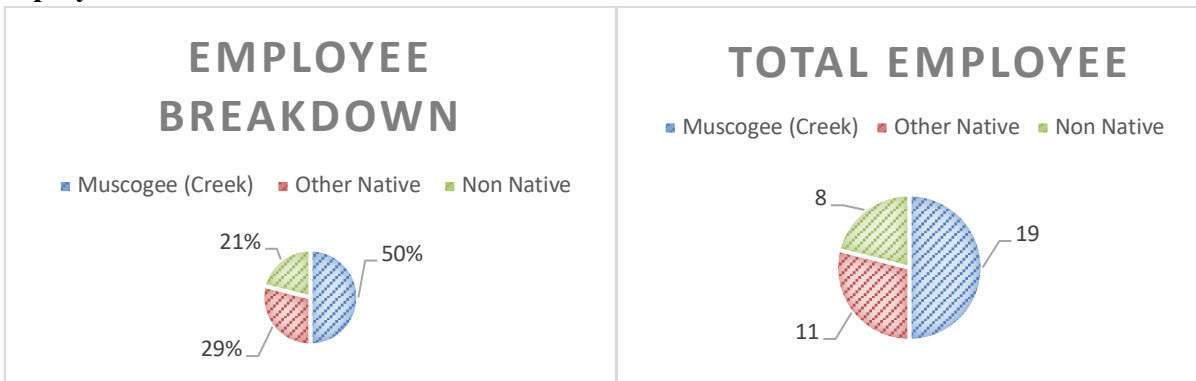 EMPLOYEE
BREAKDOWN
Muscogee (Creek) Other Native Non Native
21%
50%
29%
TOTAL EMPLOYEE
Muscogee (Creek) Other Native Non Native
8
19
11